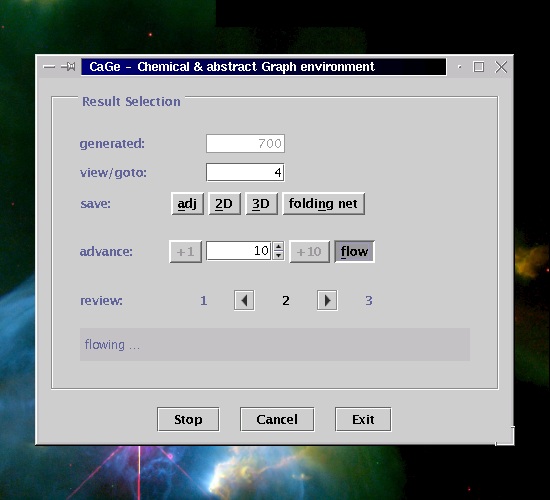 CaGe - Chemical & abstract Graph environment
Result Selection
generated: 700
view/goto: 4
save: adj 2D 3D folding net
advance: +1 10 +10 flow
review: 1 2 3
flowing ...
Stop Cancel Exit